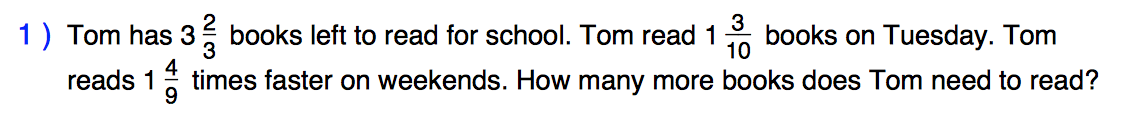 1 ) Tom has 3 2/3 books left to read for school. Tom read 1 3/10 books on Tuesday. Tom
reads 1 4/9 times faster on weekends. How many more books does Tom need to read?